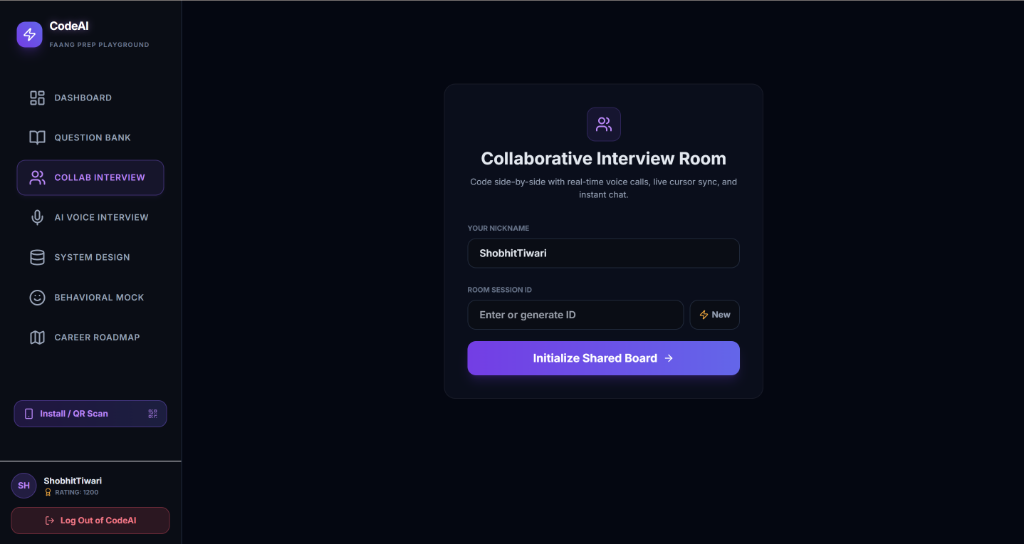 CodeAI
FAANG PREP PLAYGROUND
DASHBOARD
QUESTION BANK
COLLAB INTERVIEW
AI VOICE INTERVIEW
SYSTEM DESIGN
BEHAVIORAL MOCK
CAREER ROADMAP
Install / QR Scan
SH
ShobhitTiwari
RATING: 1200
Log Out of CodeAI
Collaborative Interview Room
Code side-by-side with real-time voice calls, live cursor sync, and
instant chat.
YOUR NICKNAME
ShobhitTiwari
ROOM SESSION ID
Enter or generate ID
New
Initialize Shared Board →